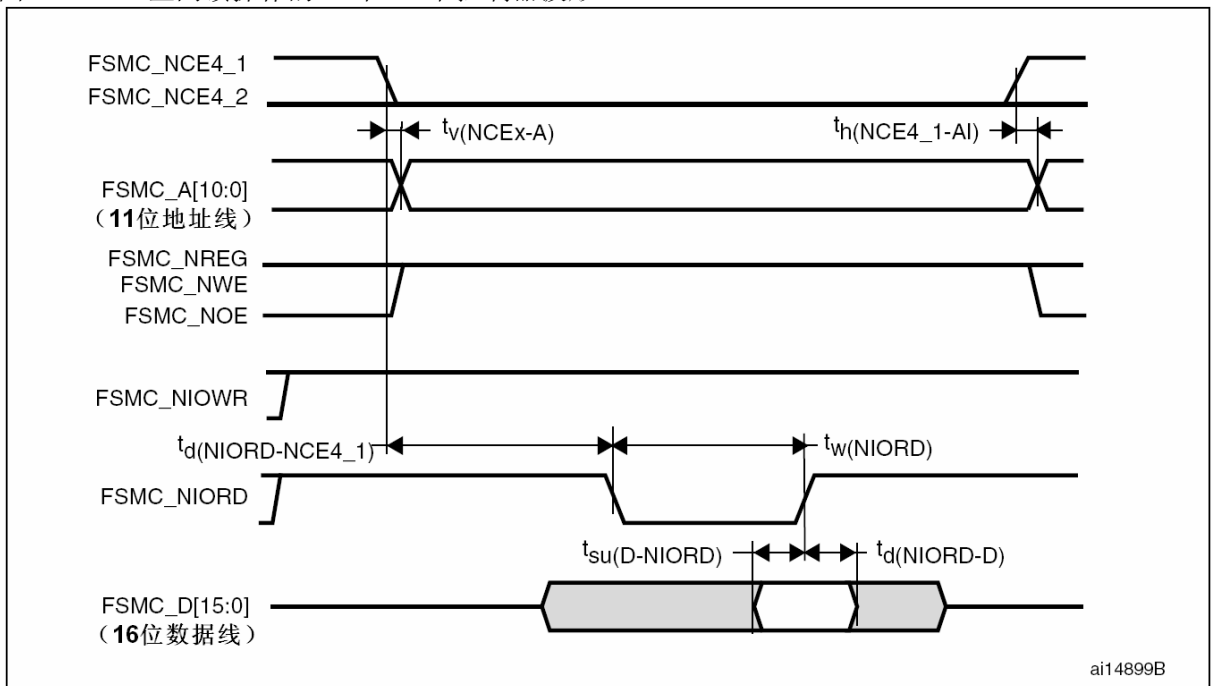 FSMC_NCE4_1
FSMC_NCE4_2
tv(NCEx-A)
th(NCE4_1-AI)
FSMC_A[10:0]
（11位地址线）
FSMC_NREG
FSMC_NWE
FSMC_NOE
FSMC_NIOWR
td(NIORD-NCE4_1)
tw(NIORD)
FSMC_NIORD
tsu(D-NIORD)
td(NIORD-D)
FSMC_D[15:0]
（16位数据线）
ai14899B